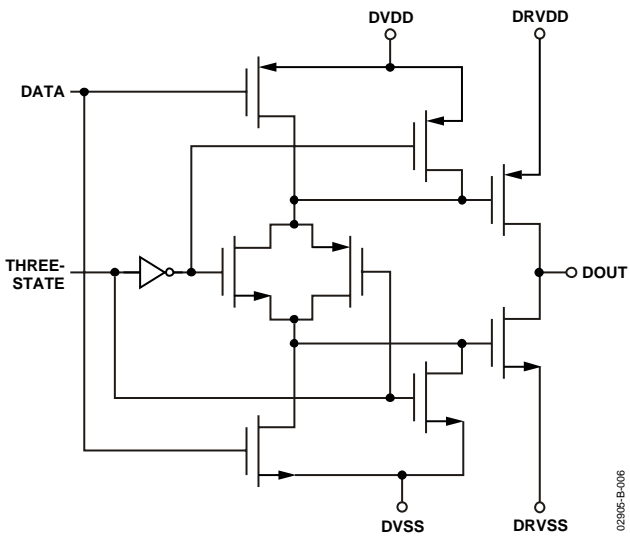 DVDD
DRVDD
DATA
THREE-
STATE
DOUT
DVSS
DRVSS
02905-B-006